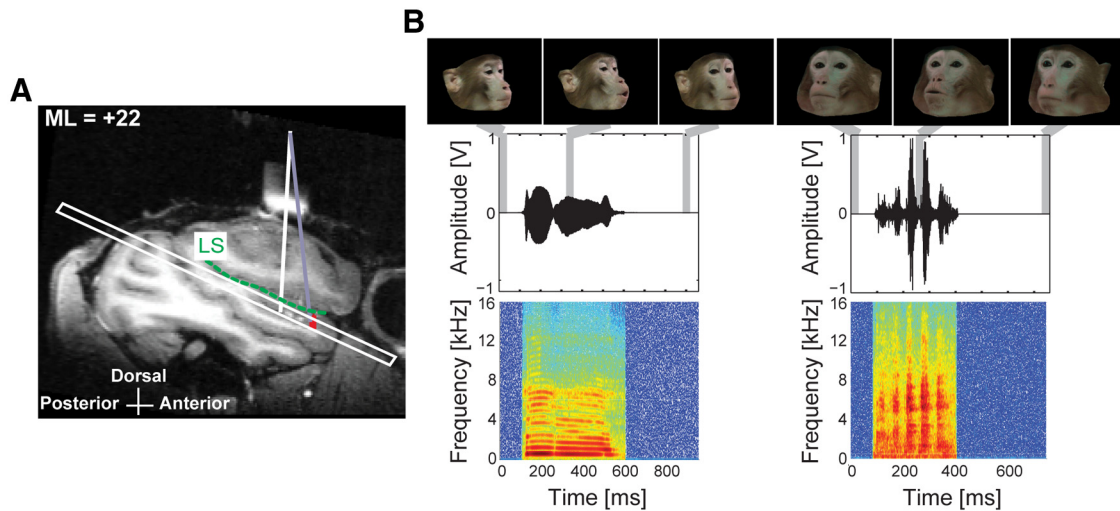 A
ML = +22
LS
Dorsal
Posterior
Anterior
B
Amplitude [V]
1
0
−1
Amplitude [V]
1
0
−1
Frequency [kHz]
16
12
8
4
0
0 200 400 600 800
Time [ms]
Frequency [kHz]
16
12
8
4
0
0 200 400 600
Time [ms]